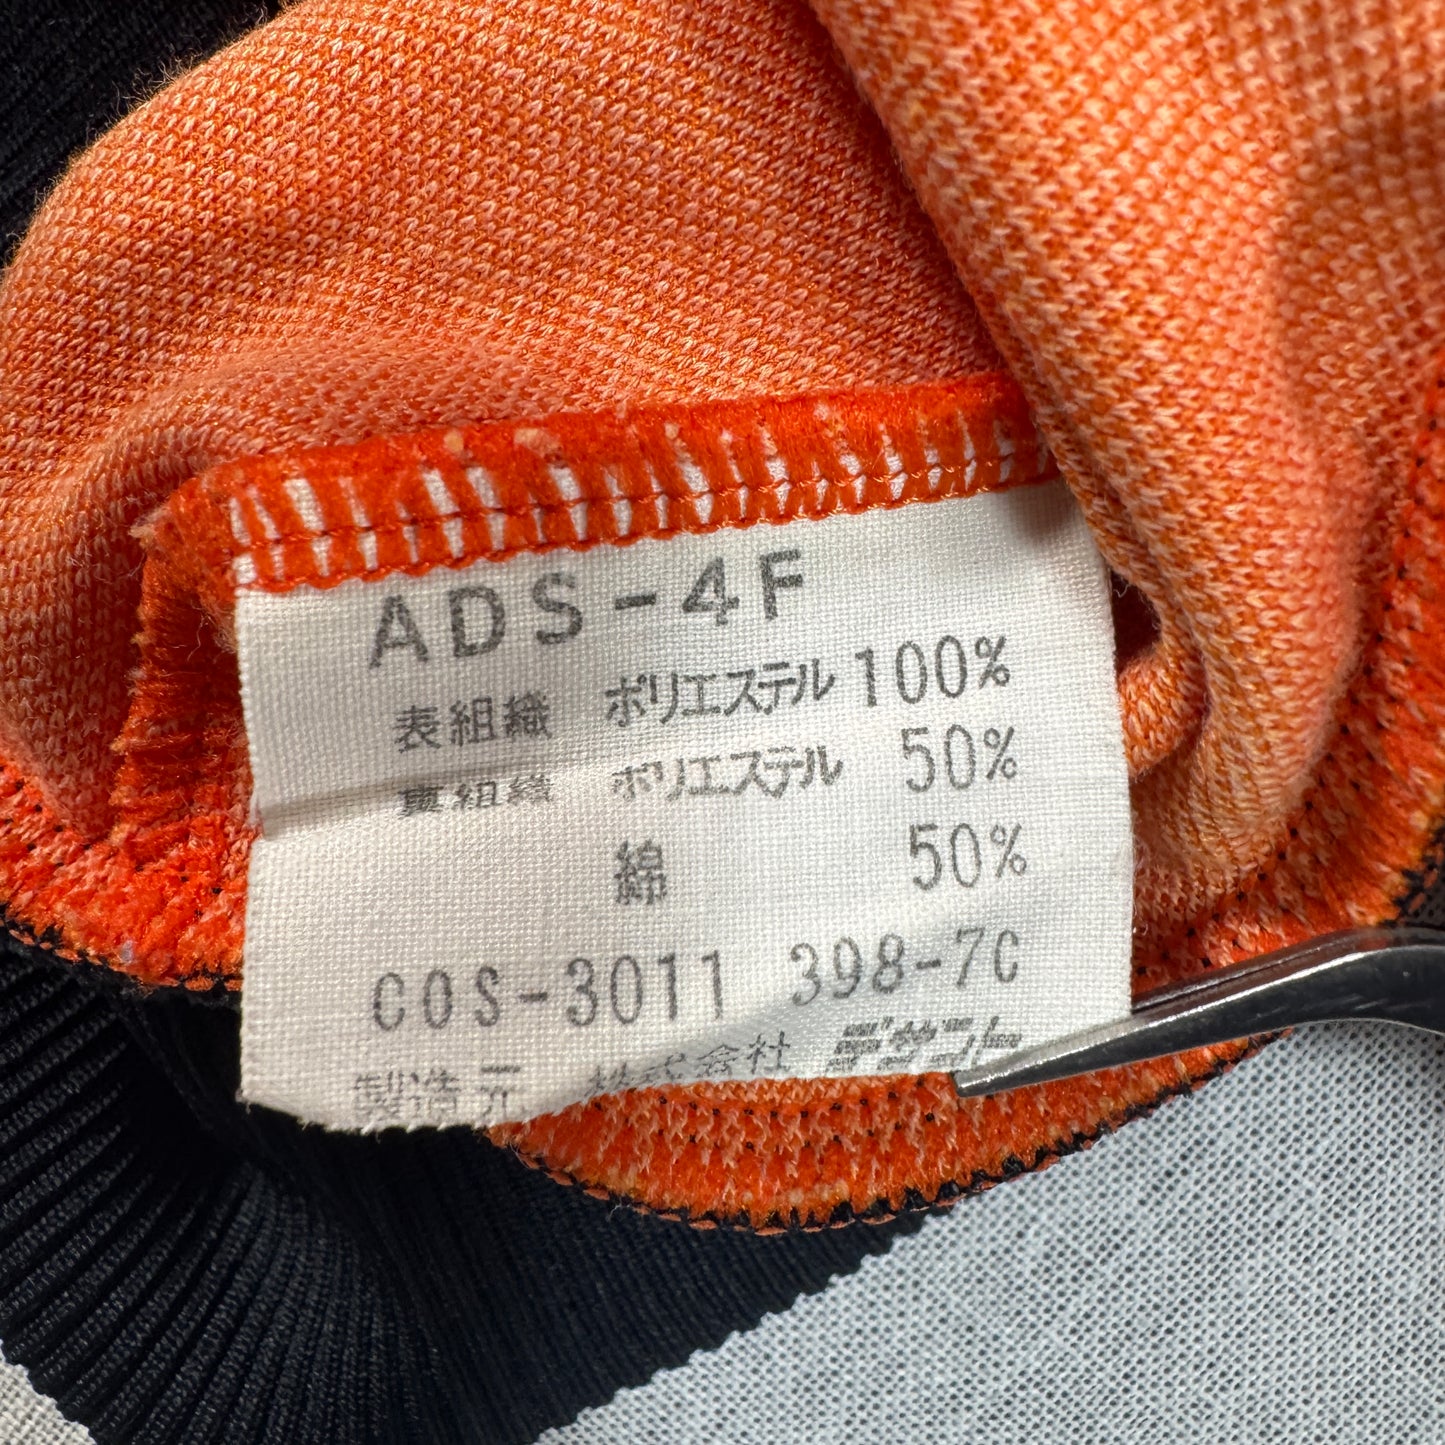 ADS-4F
表組織 ポリエステル 100%
裏組織 ポリエステル 50%
綿 50%
COS-3011 398-7C
製造元 株式会社 デサント